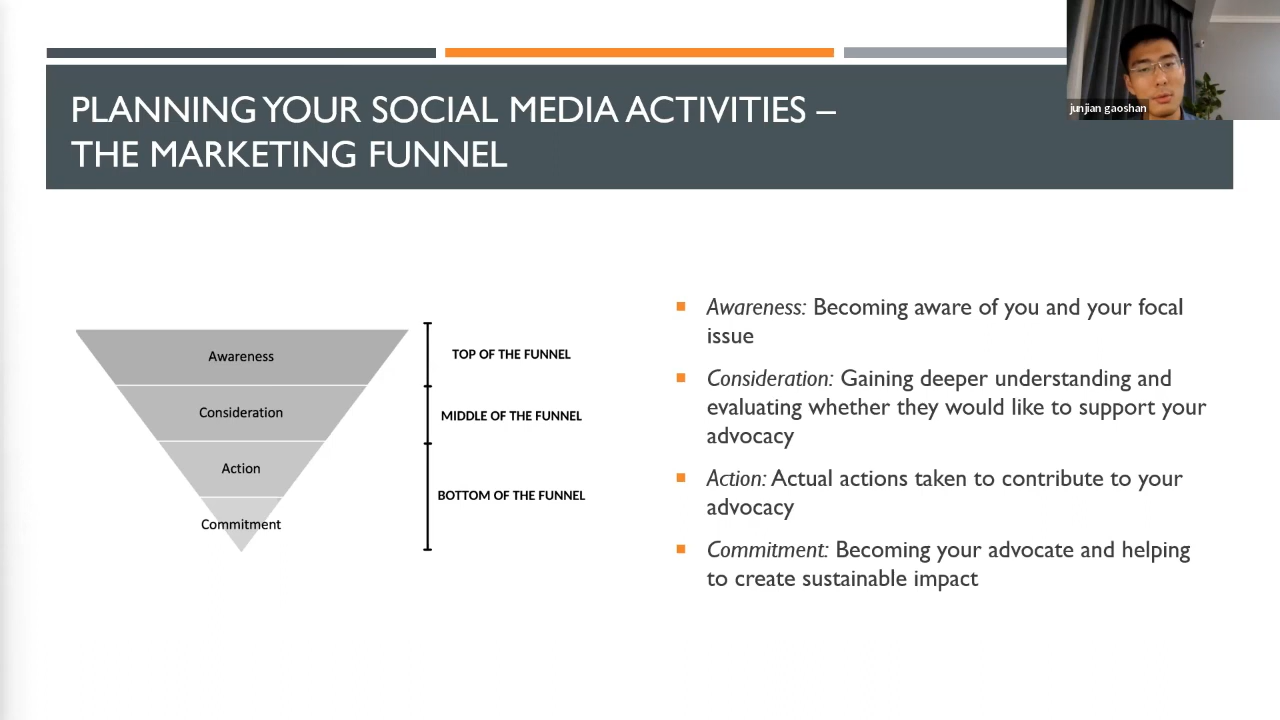 PLANNING YOUR SOCIAL MEDIA ACTIVITIES –
THE MARKETING FUNNEL
junjian gaoshan
Awareness
Consideration
Action
Commitment
TOP OF THE FUNNEL
MIDDLE OF THE FUNNEL
BOTTOM OF THE FUNNEL
Awareness: Becoming aware of you and your focal
issue
Consideration: Gaining deeper understanding and
evaluating whether they would like to support your
advocacy
Action: Actual actions taken to contribute to your
advocacy
Commitment: Becoming your advocate and helping
to create sustainable impact